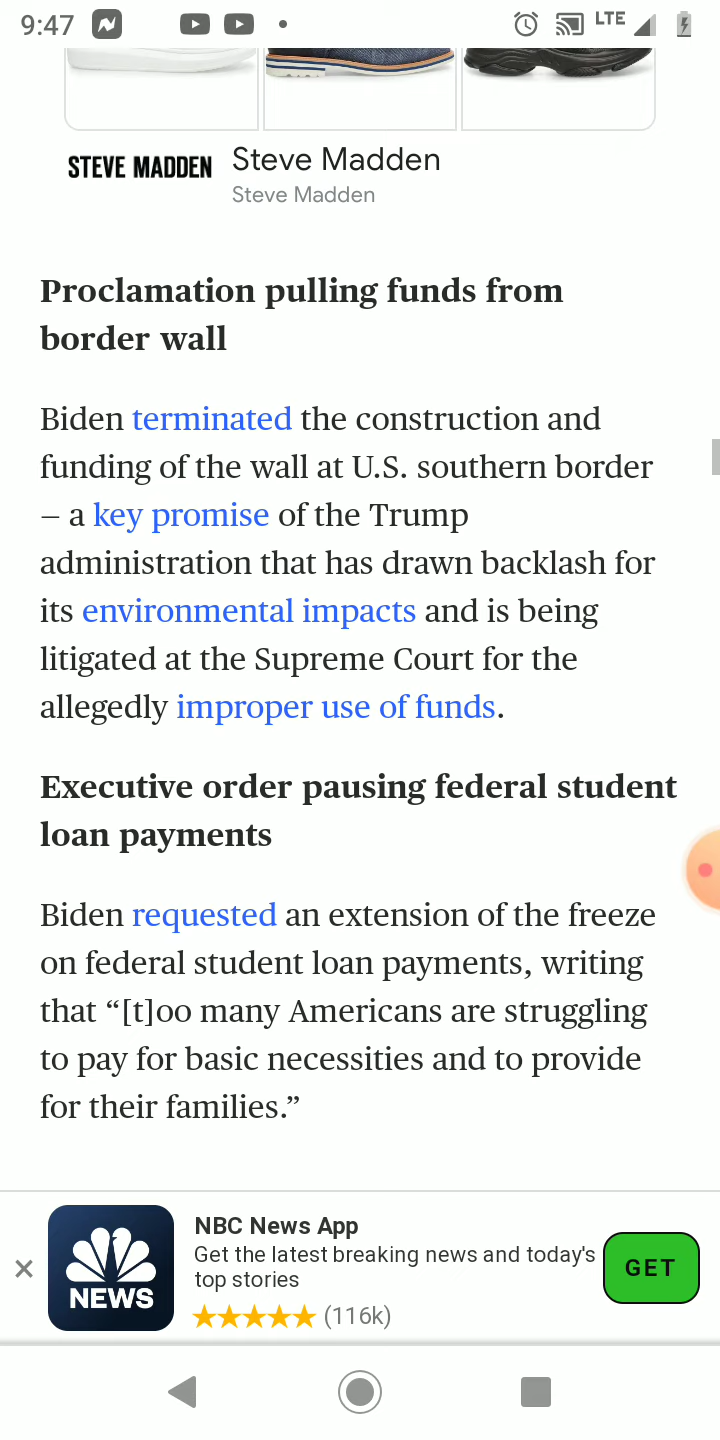 9:47
LTE
STEVE MADDEN
Steve Madden
Steve Madden
Proclamation pulling funds from
border wall
Biden terminated the construction and
funding of the wall at U.S. southern border
— a key promise of the Trump
administration that has drawn backlash for
its environmental impacts and is being
litigated at the Supreme Court for the
allegedly improper use of funds.
Executive order pausing federal student
loan payments
Biden requested an extension of the freeze
on federal student loan payments, writing
that “[t]oo many Americans are struggling
to pay for basic necessities and to provide
for their families.”
NBC News App
Get the latest breaking news and today's
top stories
(116k)
NEWS
GET